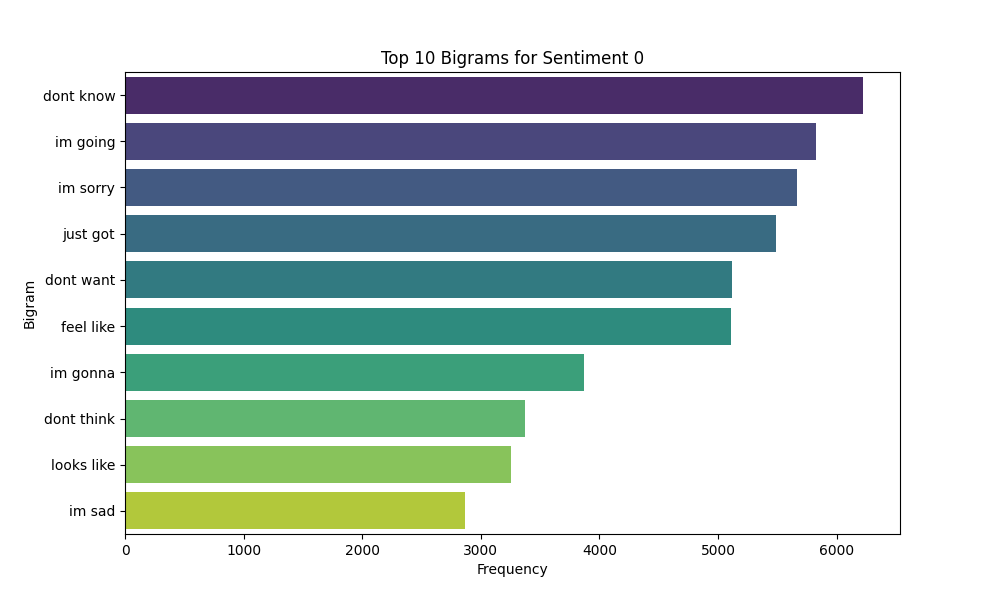 Top 10 Bigrams for Sentiment 0
Bigram
dont know
im going
im sorry
just got
dont want
feel like
im gonna
dont think
looks like
im sad
0 1000 2000 3000 4000 5000 6000
Frequency